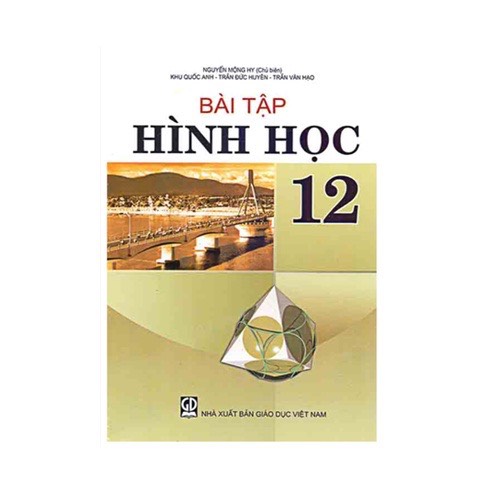 NGUYỄN MỘNG HY (Chủ biên)
KHU QUỐC ANH - TRẦN ĐỨC HUYÊN - TRẦN VĂN HẠO
BÀI TẬP
HÌNH HỌC
12
GD
NHÀ XUẤT BẢN GIÁO DỤC VIỆT NAM